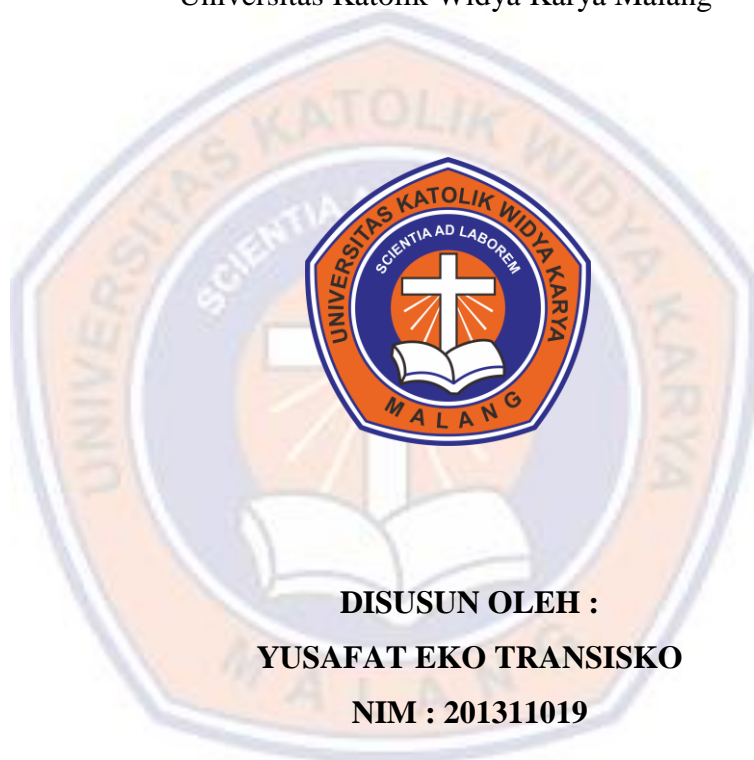 Universitas Katolik Widya Karya Malang
UNIVERSITAS KATOLIK WIDYA KARYA
SCIENTIA AD LABOREM
MALANG
DISUSUN OLEH :
YUSAFAT EKO TRANSISKO
NIM : 201311019